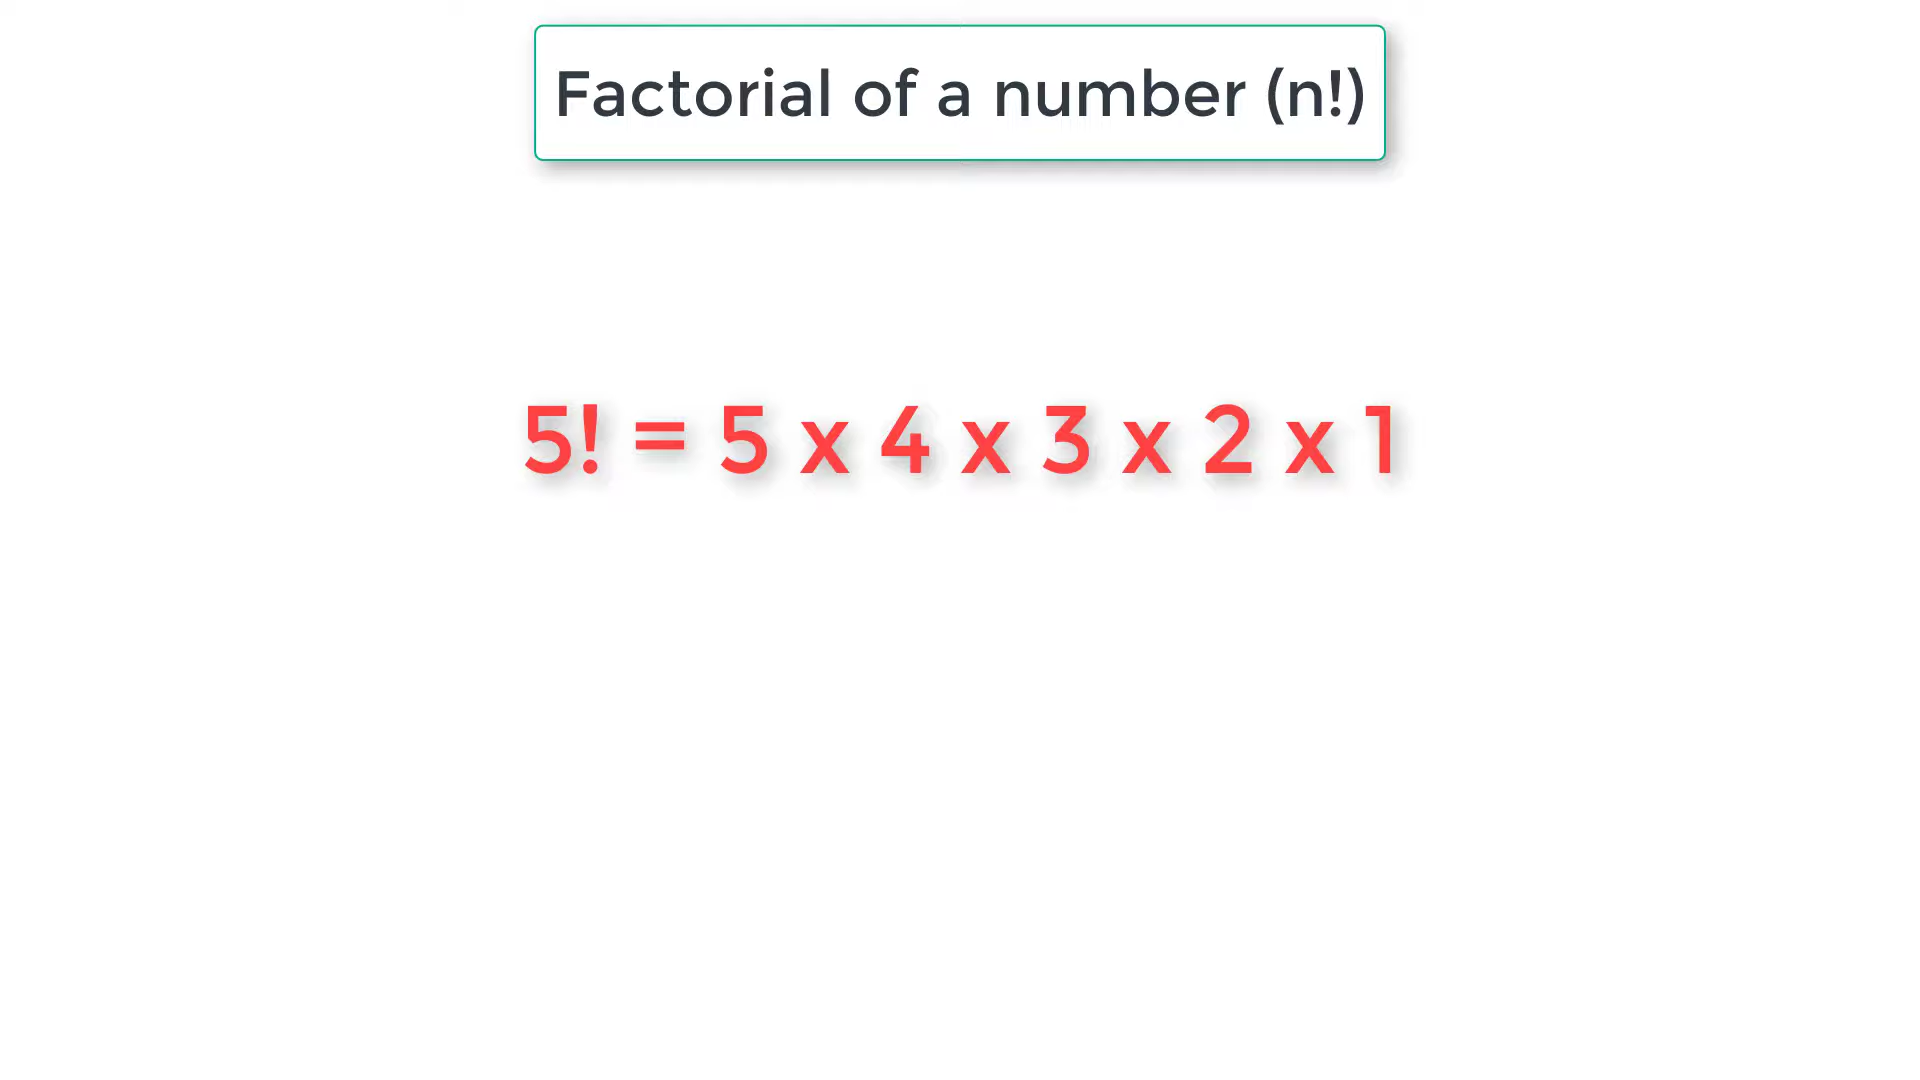 Factorial of a number (n!)
5! = 5 x 4 x 3 x 2 x 1